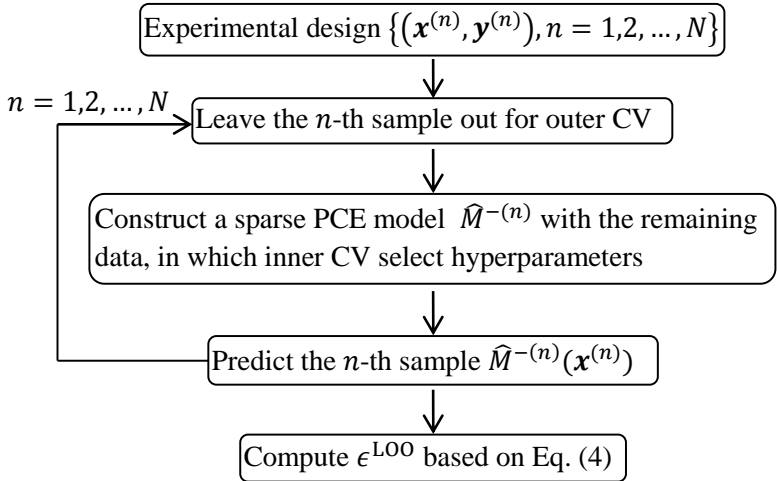 Experimental design {(𝒙⁽ⁿ⁾, 𝒚⁽ⁿ⁾), n = 1,2, … , N}
n = 1,2, … , N
Leave the n-th sample out for outer CV
Construct a sparse PCE model M̂⁻⁽ⁿ⁾ with the remaining
data, in which inner CV select hyperparameters
Predict the n-th sample M̂⁻⁽ⁿ⁾(𝒙⁽ⁿ⁾)
Compute ϵᴸᴼᴼ based on Eq. (4)